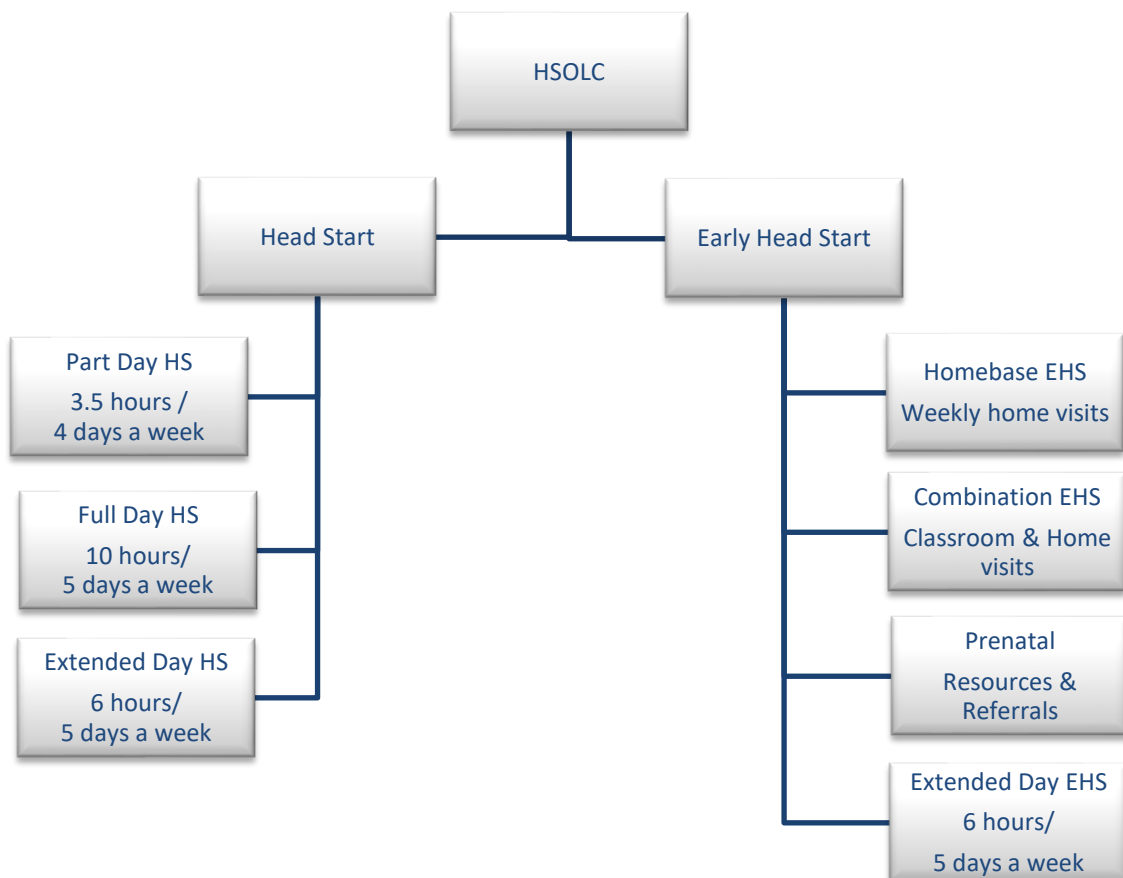 HSOLC
Head Start
Early Head Start
Part Day HS
3.5 hours /
4 days a week
Full Day HS
10 hours/
5 days a week
Extended Day HS
6 hours/
5 days a week
Homebase EHS
Weekly home visits
Combination EHS
Classroom & Home
visits
Prenatal
Resources &
Referrals
Extended Day EHS
6 hours/
5 days a week